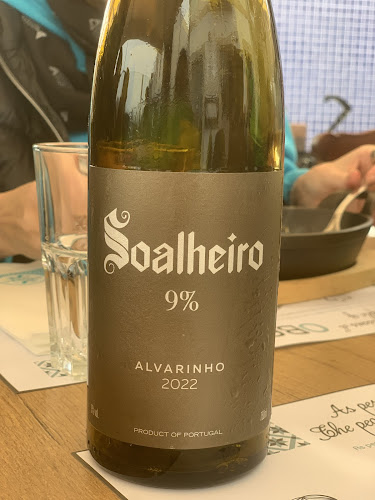 Soalheiro
9%
ALVARINHO
2022
PRODUCT OF PORTUGAL
As pe
The pe